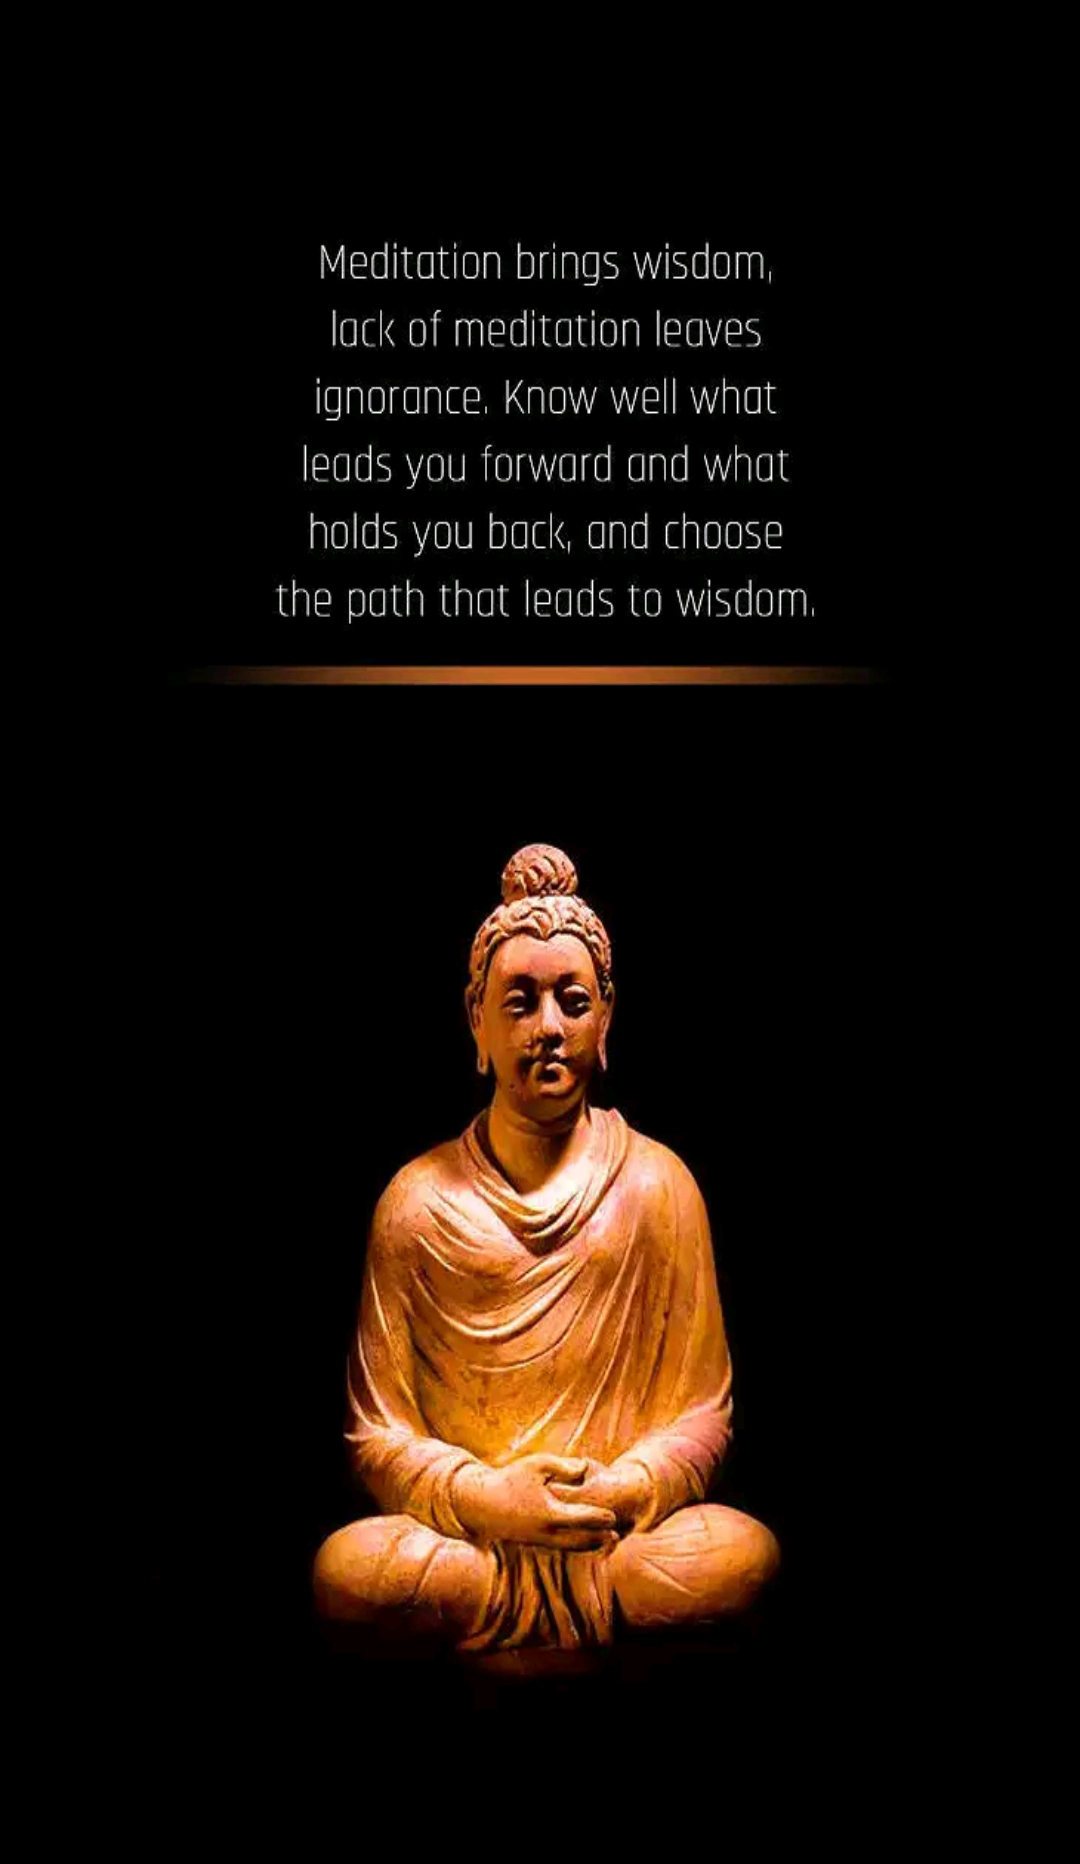 Meditation brings wisdom,
lack of meditation leaves
ignorance. Know well what
leads you forward and what
holds you back, and choose
the path that leads to wisdom.